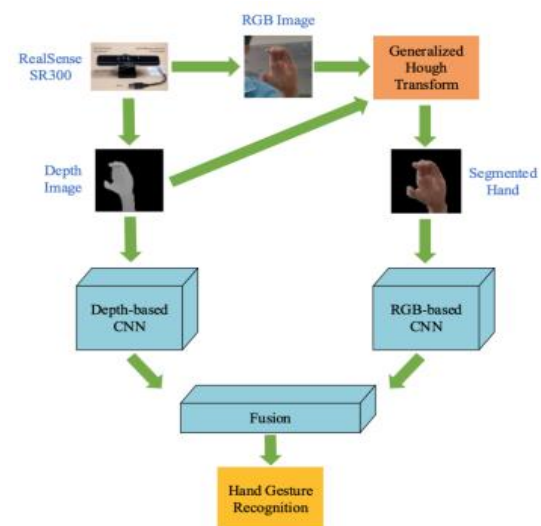 RGB Image
RealSense
SR300
Generalized
Hough
Transform
Depth
Image
Segmented
Hand
Depth-based
CNN
RGB-based
CNN
Fusion
Hand Gesture
Recognition